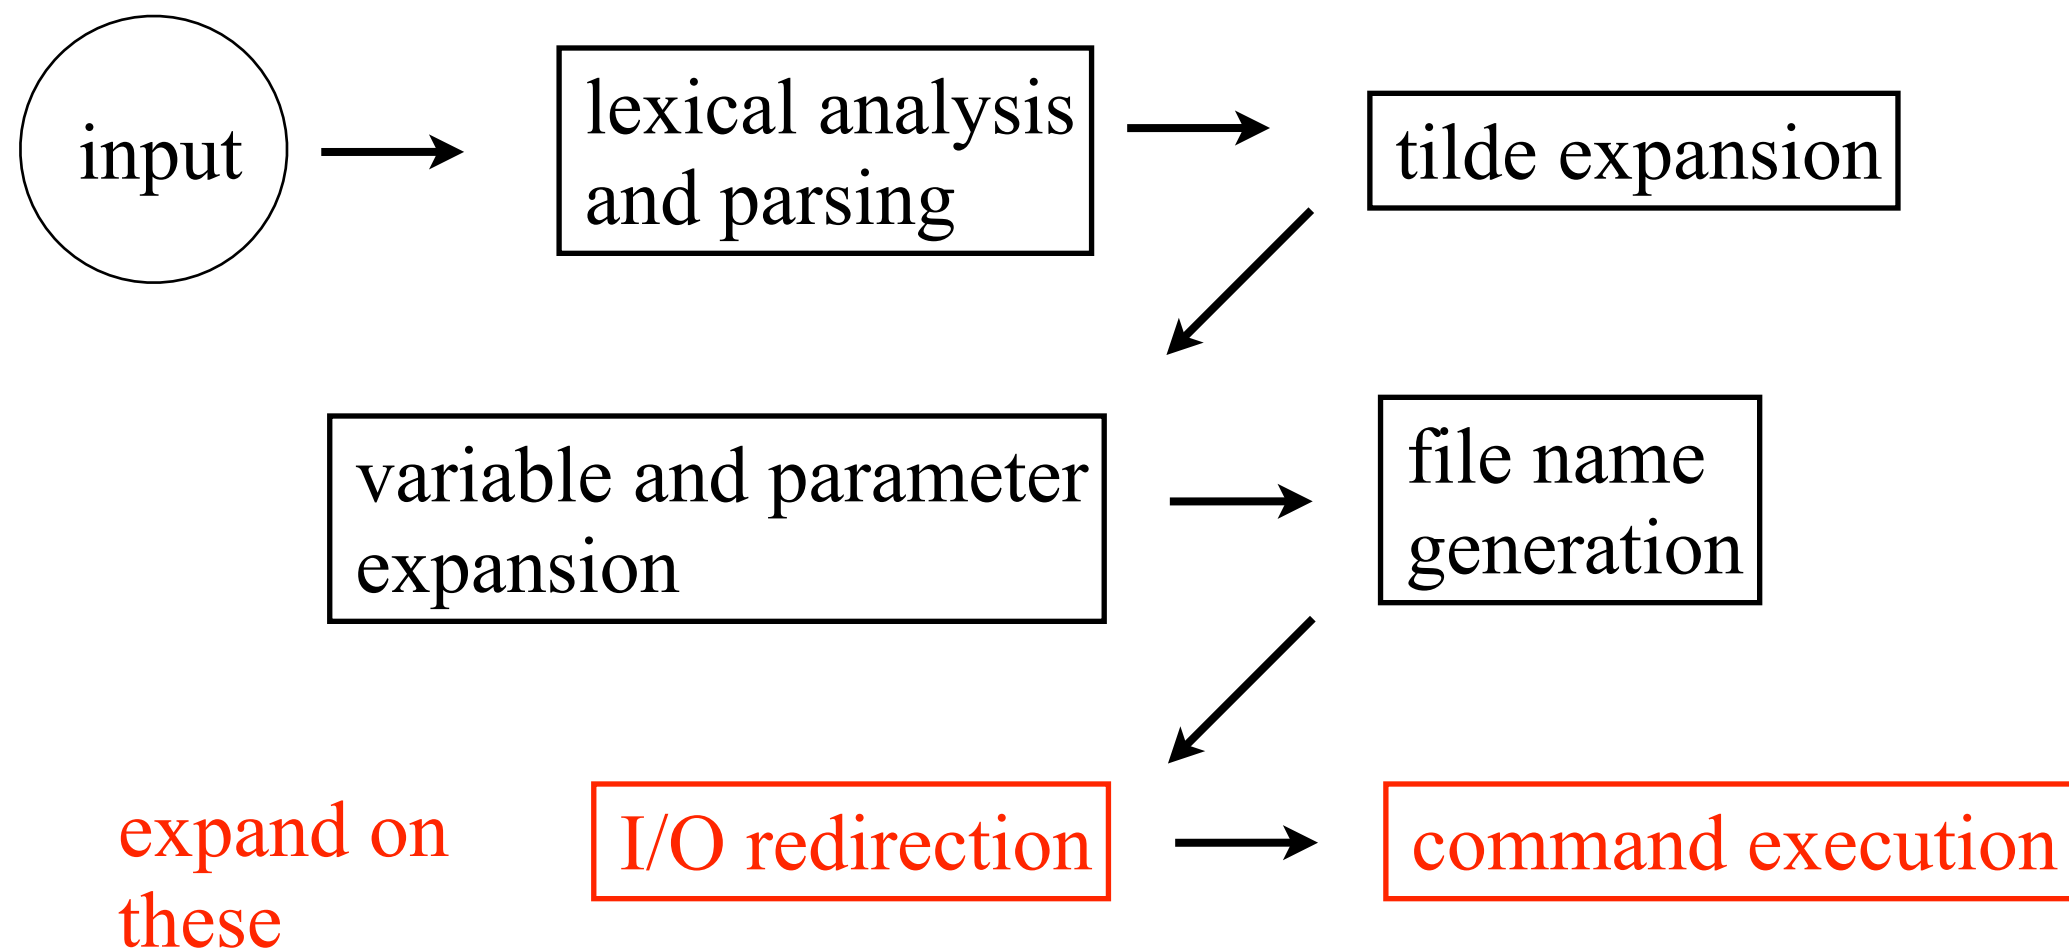 input
lexical analysis
and parsing
tilde expansion
variable and parameter
expansion
file name
generation
expand on
these
I/O redirection
command execution